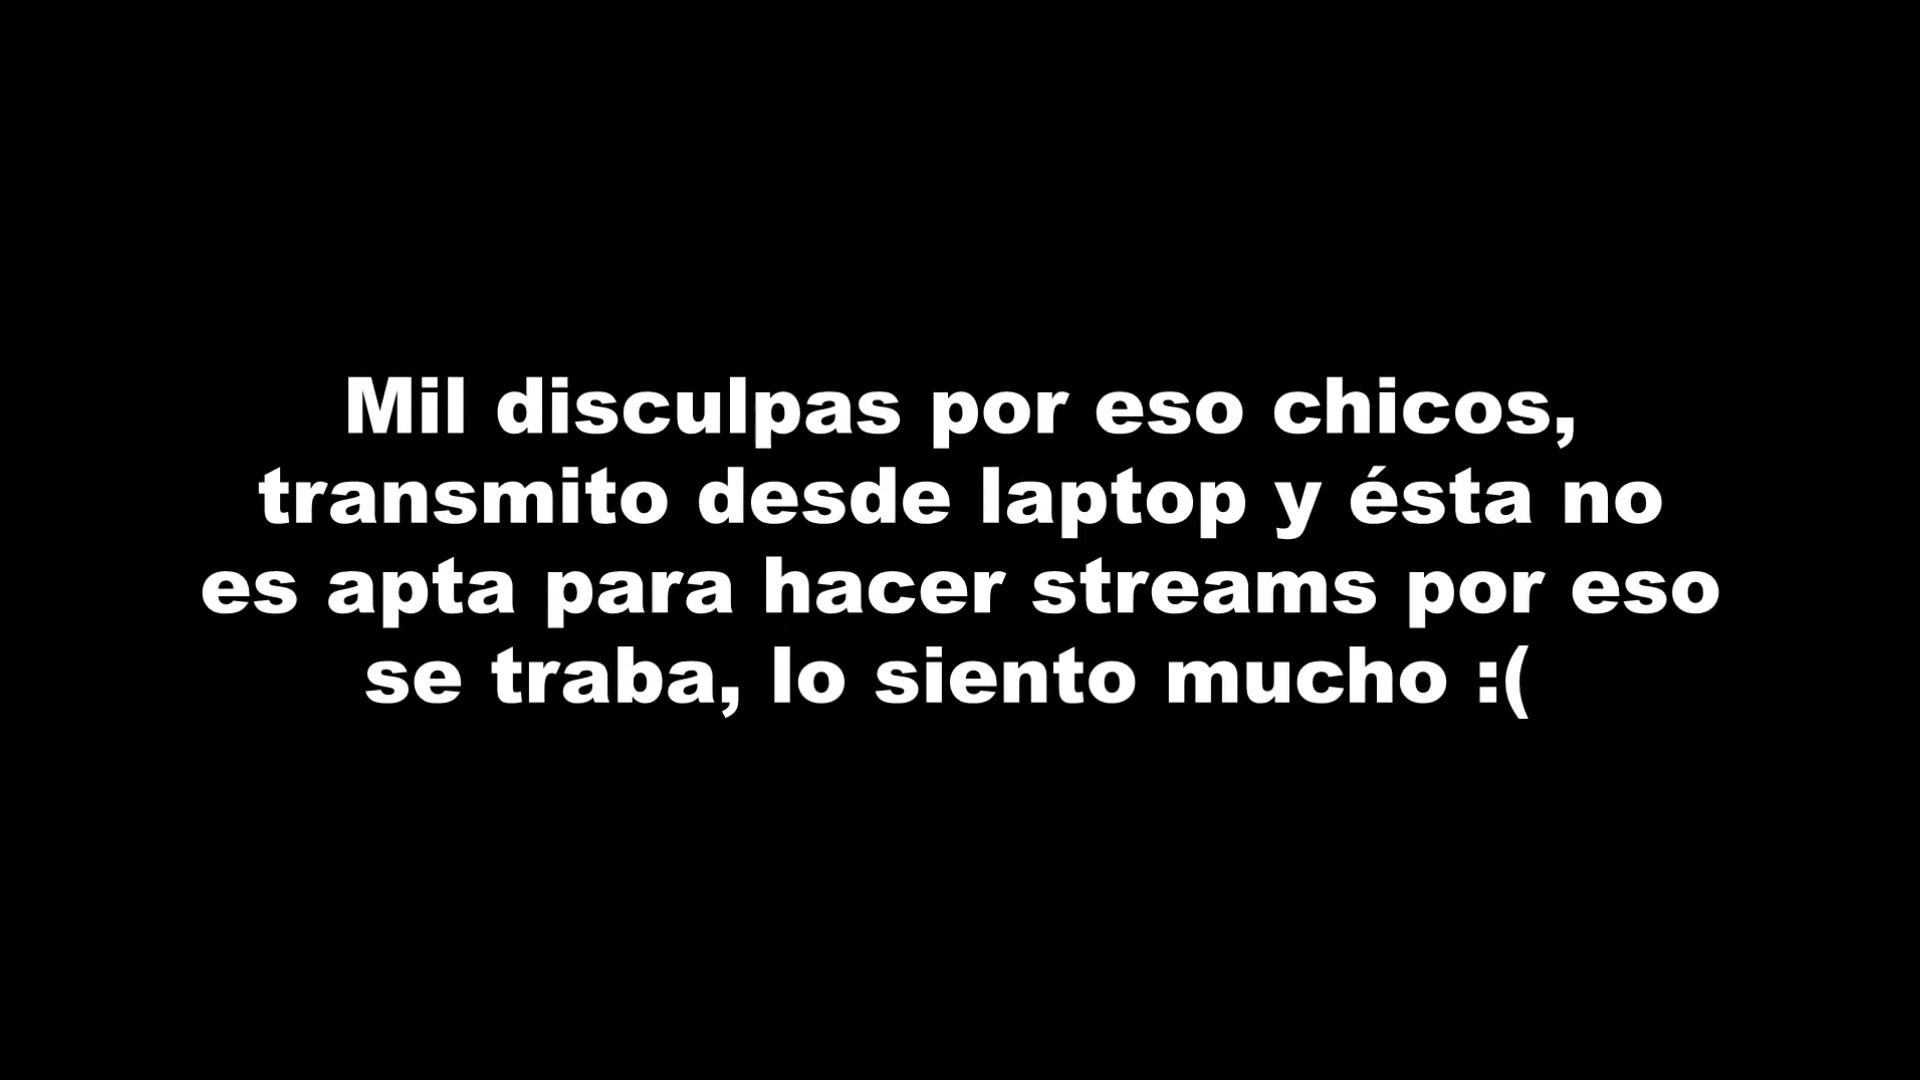 Mil disculpas por eso chicos,
transmito desde laptop y ésta no
es apta para hacer streams por eso
se traba, lo siento mucho :(